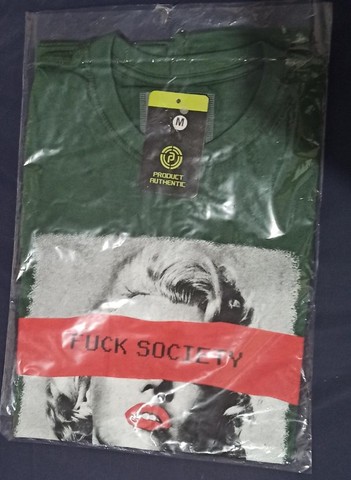 M
PRODUCT
AUTHENTIC
FUCK SOCIETY